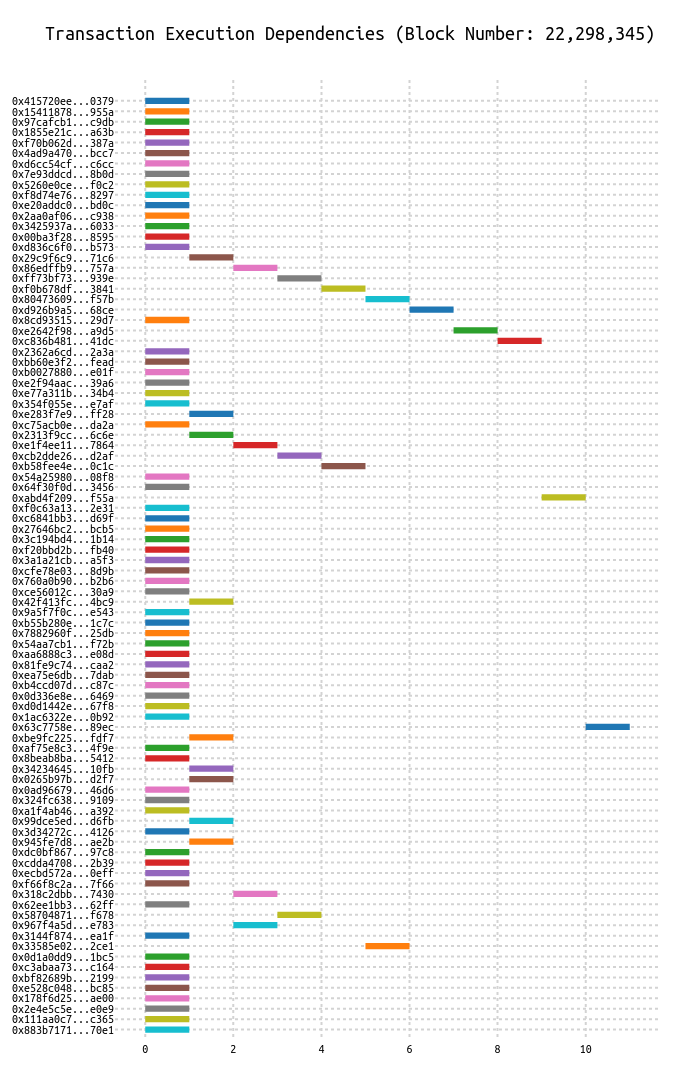 Transaction Execution Dependencies (Block Number: 22,298,345)
0x415720ee...0379
0x15411878...955a
0x97cafcb1...c9db
0x1855e21c...a63b
0xf70b062d...387a
0x4ad9a470...bcc7
0xd6cc54cf...c6cc
0x7e93ddcd...8b0d
0x5260e0ce...f0c2
0xf8d74e76...8297
0xe20addc0...bd0c
0x2aa0af06...c938
0x3425937a...6033
0x00ba3f28...8595
0xd836c6f0...b573
0x29c9f6c9...71c6
0x86edffb9...757a
0xff73bf73...939e
0xf0b678df...3841
0x80473609...f57b
0xd926b9a5...68ce
0x8cd93515...29d7
0xe2642f98...a9d5
0xc836b481...41dc
0x2362a6cd...2a3a
0xbb60e3f2...fead
0xb0027880...e01f
0xe2f94aac...39a6
0xe77a311b...34b4
0x354f055e...e7af
0xe283f7e9...ff28
0xc75acb0e...da2a
0x2313f9cc...6c6e
0xe1f4ee11...7864
0xcb2dde26...d2af
0xb58fee4e...0c1c
0x54a25980...08f8
0x64f30f0d...3456
0xabd4f209...f55a
0xf0c63a13...2e31
0xc6841bb3...d69f
0x27646bc2...bcb5
0x3c194bd4...1b14
0xf20bbd2b...fb40
0x3a1a21cb...a5f3
0xcfe78e03...8d9b
0x760a0b90...b2b6
0xce56012c...30a9
0x42f413fc...4bc9
0x9a5f7f0c...e543
0xb55b280e...1c7c
0x7882960f...25db
0x54aa7cb1...f72b
0xaa6888c3...e08d
0x81fe9c74...caa2
0xea75e6db...7dab
0xb4ccd07d...c87c
0x0d336e8e...6469
0xd0d1442e...67f8
0x1ac6322e...0b92
0x63c7758e...89ec
0xbe9fc225...fdf7
0xaf75e8c3...4f9e
0x8beab8ba...5412
0x34234645...10fb
0x0265b97b...d2f7
0x0ad96679...46d6
0x324fc638...9109
0xa1f4ab46...a392
0x99dce5ed...d6fb
0x3d34272c...4126
0x945fe7d8...ae2b
0xdc0bf867...97c8
0xcdda4708...2b39
0xecbd572a...0eff
0xf66f8c2a...7f66
0x318c2dbb...7430
0x62ee1bb3...62ff
0x58704871...f678
0x967f4a5d...e783
0x3144f874...ea1f
0x33585e02...2ce1
0x0d1a0dd9...1bc5
0xc3abaa73...c164
0xbf82689b...2199
0xe528c048...bc85
0x178f6d25...ae00
0x2e4e5c5e...e0e9
0x111aa0c7...c365
0x883b7171...70e1
0 2 4 6 8 10